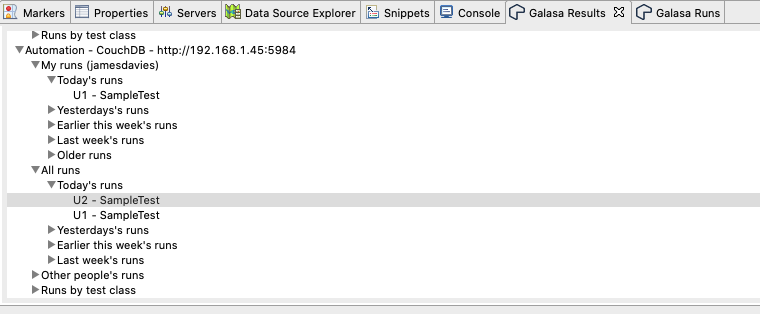 Markers Properties Servers Data Source Explorer Snippets Console Galasa Results Galasa Runs
Runs by test class
Automation - CouchDB - http://192.168.1.45:5984
My runs (jamesdavies)
Today's runs
U1 - SampleTest
Yesterdays's runs
Earlier this week's runs
Last week's runs
Older runs
All runs
Today's runs
U2 - SampleTest
U1 - SampleTest
Yesterday's runs
Earlier this week's runs
Last week's runs
Other people's runs
Runs by test class